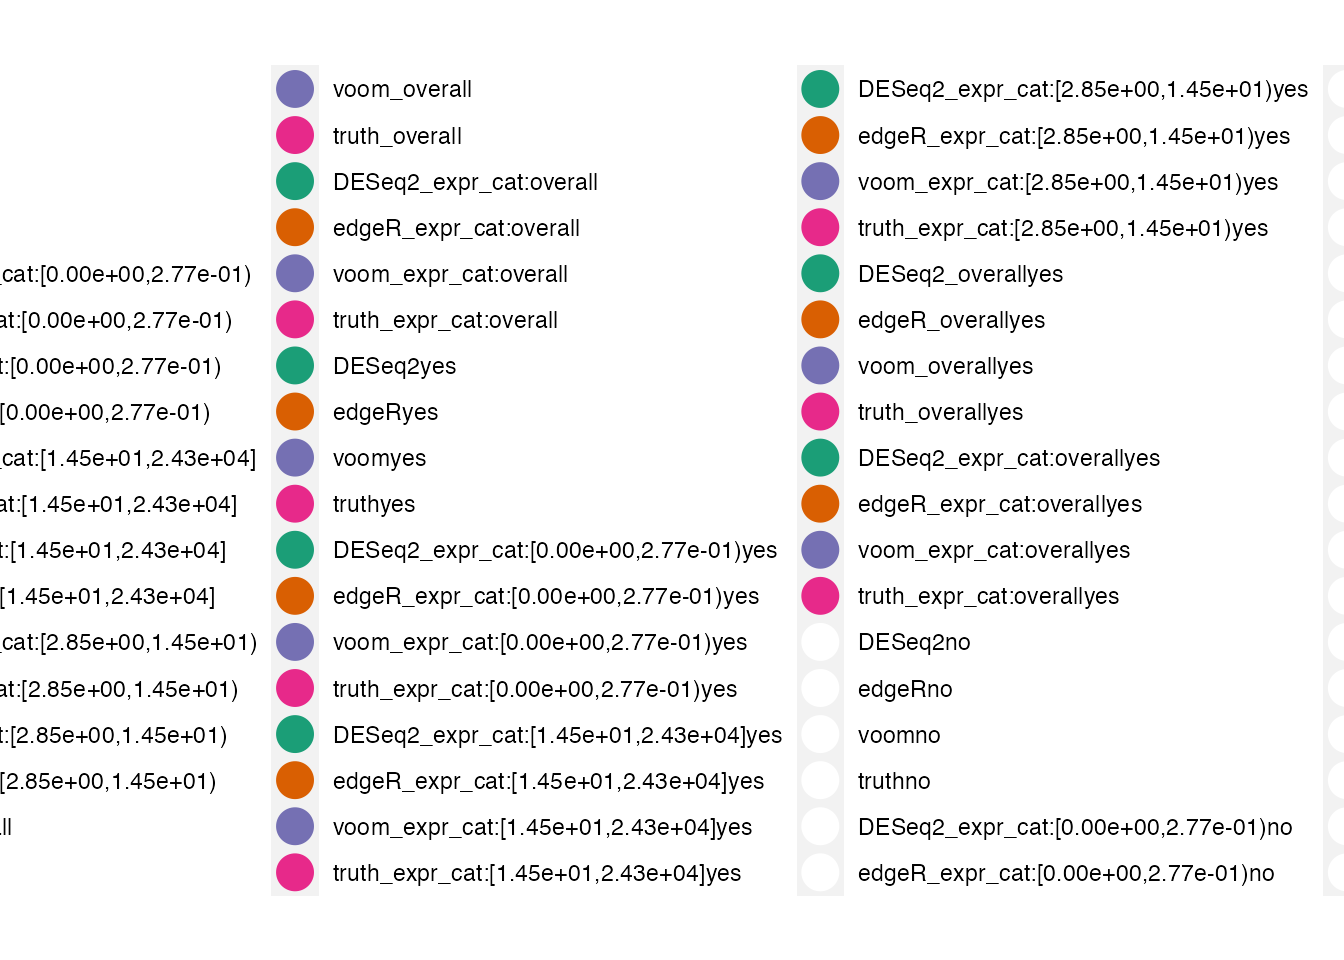 cat:[0.00e+00,2.77e-01)
at:[0.00e+00,2.77e-01)
t:[0.00e+00,2.77e-01)
[0.00e+00,2.77e-01)
cat:[1.45e+01,2.43e+04]
at:[1.45e+01,2.43e+04]
t:[1.45e+01,2.43e+04]
[1.45e+01,2.43e+04]
cat:[2.85e+00,1.45e+01)
at:[2.85e+00,1.45e+01)
t:[2.85e+00,1.45e+01)
[2.85e+00,1.45e+01)
ll
voom_overall
truth_overall
DESeq2_expr_cat:overall
edgeR_expr_cat:overall
voom_expr_cat:overall
truth_expr_cat:overall
DESeq2yes
edgeRyes
voomyes
truthyes
DESeq2_expr_cat:[0.00e+00,2.77e-01)yes
edgeR_expr_cat:[0.00e+00,2.77e-01)yes
voom_expr_cat:[0.00e+00,2.77e-01)yes
truth_expr_cat:[0.00e+00,2.77e-01)yes
DESeq2_expr_cat:[1.45e+01,2.43e+04]yes
edgeR_expr_cat:[1.45e+01,2.43e+04]yes
voom_expr_cat:[1.45e+01,2.43e+04]yes
truth_expr_cat:[1.45e+01,2.43e+04]yes
DESeq2_expr_cat:[2.85e+00,1.45e+01)yes
edgeR_expr_cat:[2.85e+00,1.45e+01)yes
voom_expr_cat:[2.85e+00,1.45e+01)yes
truth_expr_cat:[2.85e+00,1.45e+01)yes
DESeq2_overallyes
edgeR_overallyes
voom_overallyes
truth_overallyes
DESeq2_expr_cat:overallyes
edgeR_expr_cat:overallyes
voom_expr_cat:overallyes
truth_expr_cat:overallyes
DESeq2no
edgeRno
voomno
truthno
DESeq2_expr_cat:[0.00e+00,2.77e-01)no
edgeR_expr_cat:[0.00e+00,2.77e-01)no